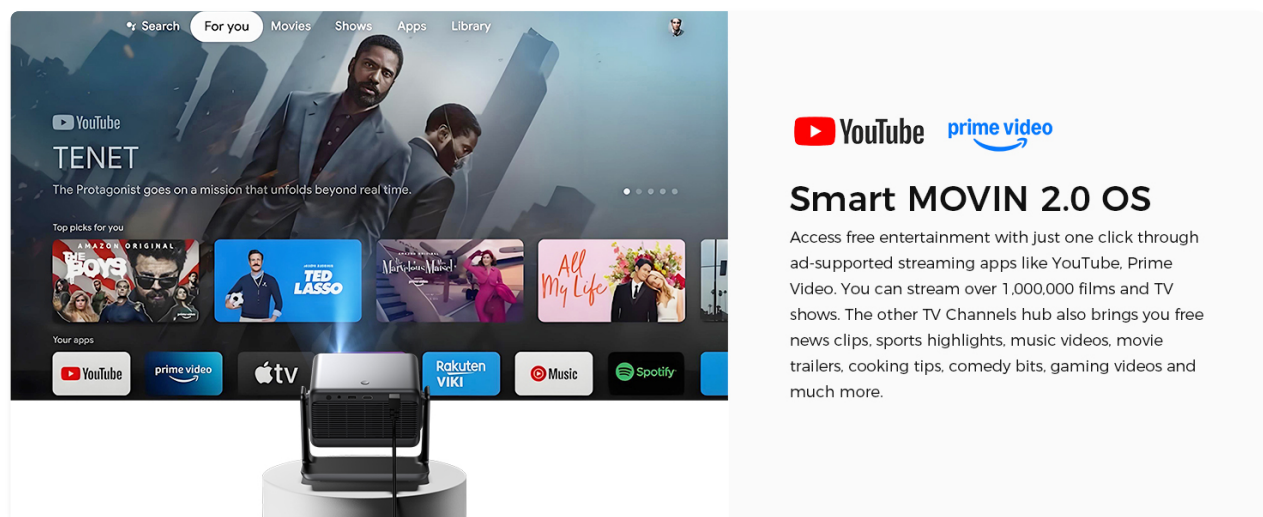 Search For you Movies Shows Apps Library
YouTube
TENET
The Protagonist goes on a mission that unfolds beyond real time.
Top picks for you
AMAZON ORIGINAL
THE BOYS
prime video
TED LASSO
Marvelous Maisel
All My Life
Your apps
YouTube
prime video
tv
Rakuten
VIKI
Music
Spotify
YouTube prime video
Smart MOVIN 2.0 OS
Access free entertainment with just one click through
ad-supported streaming apps like YouTube, Prime
Video. You can stream over 1,000,000 films and TV
shows. The other TV Channels hub also brings you free
news clips, sports highlights, music videos, movie
trailers, cooking tips, comedy bits, gaming videos and
much more.